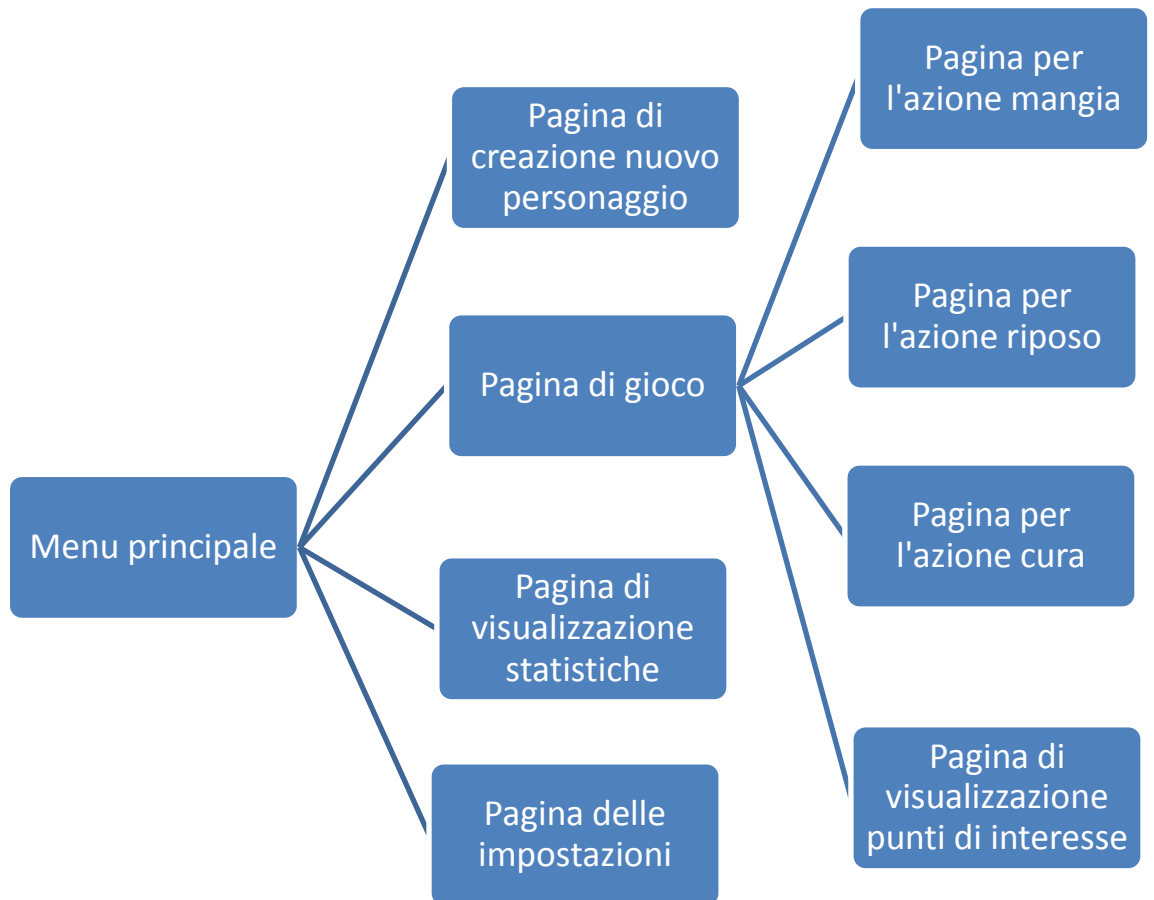 Menu principale
Pagina di
creazione nuovo
personaggio
Pagina di gioco
Pagina di
visualizzazione
statistiche
Pagina delle
impostazioni
Pagina per
l'azione mangia
Pagina per
l'azione riposo
Pagina per
l'azione cura
Pagina di
visualizzazione
punti di interesse